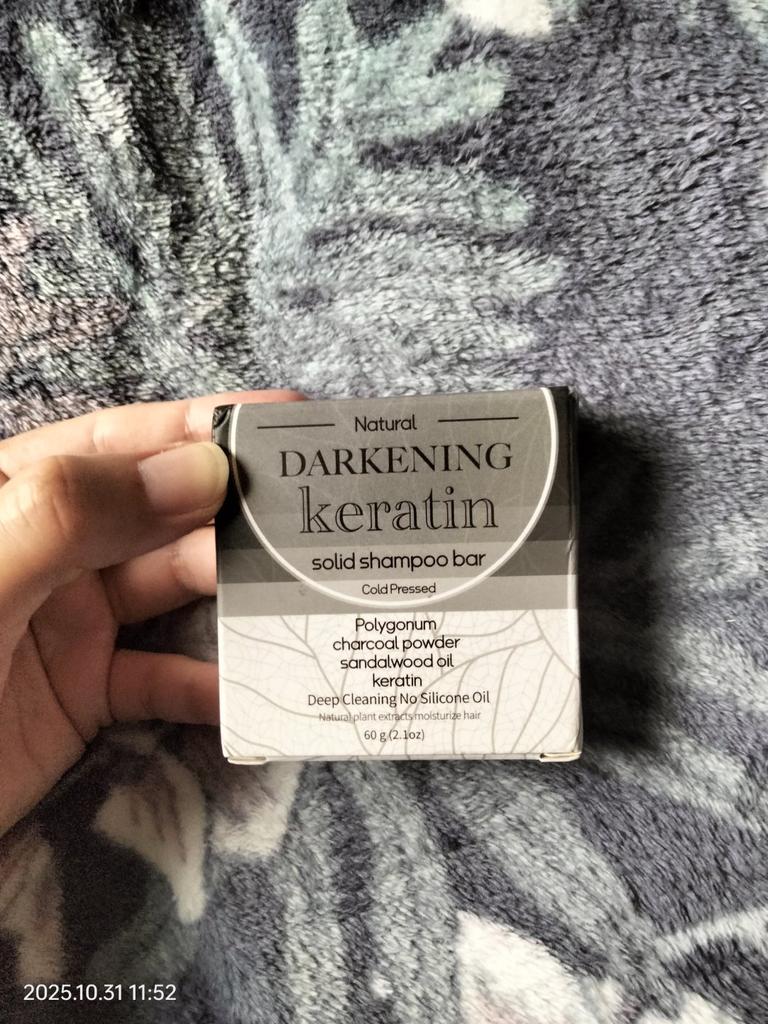 Natural
DARKENING
keratin
solid shampoo bar
Cold Pressed
Polygonum
charcoal powder
sandalwood oil
keratin
Deep Cleaning No Silicone Oil
Natural plant extracts moisturize hair
60 g (2.1oz)
2025.10.31 11:52